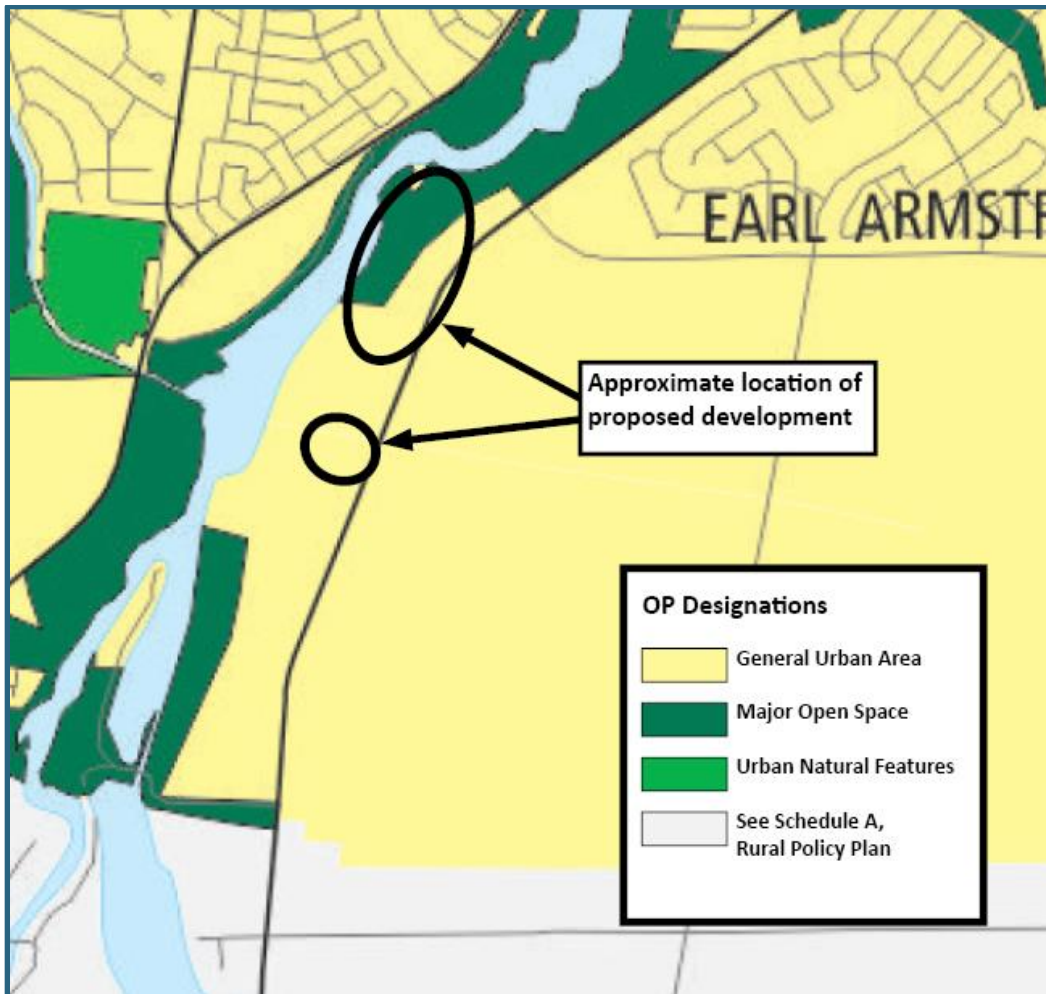 EARL ARMSTR
Approximate location of
proposed development
OP Designations
General Urban Area
Major Open Space
Urban Natural Features
See Schedule A,
Rural Policy Plan